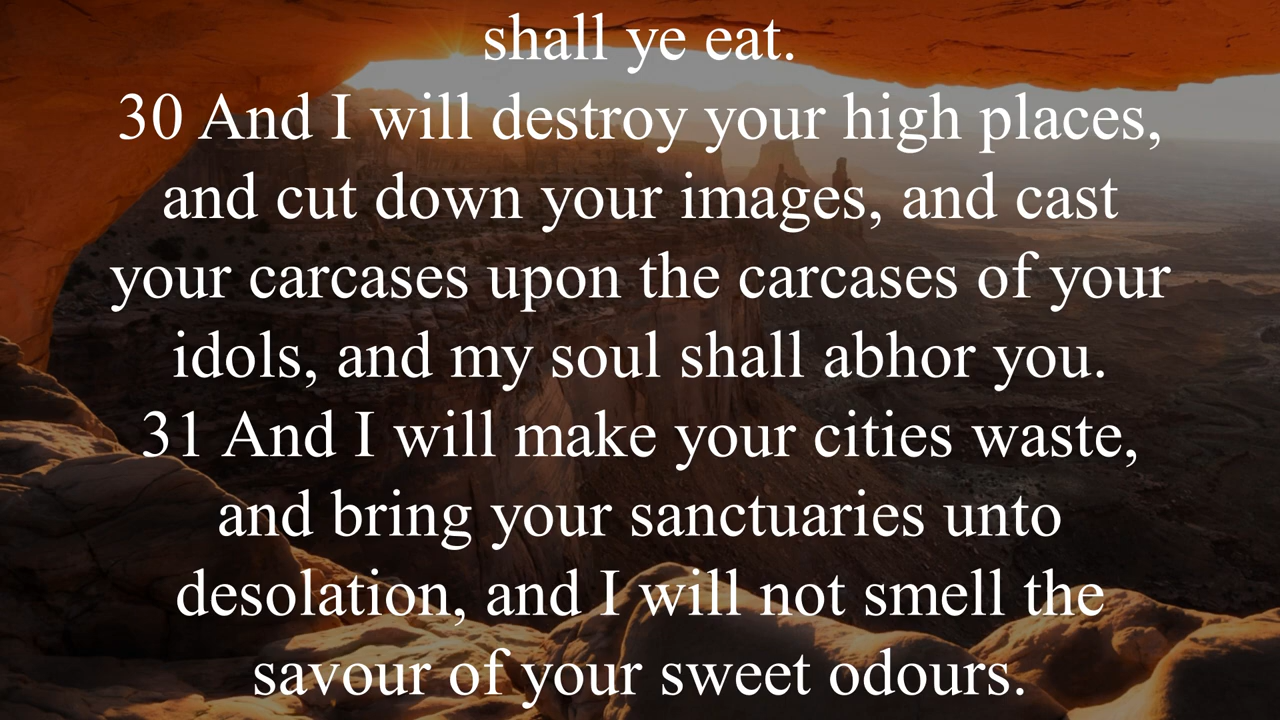 shall ye eat.
30 And I will destroy your high places,
and cut down your images, and cast
your carcases upon the carcases of your
idols, and my soul shall abhor you.
31 And I will make your cities waste,
and bring your sanctuaries unto
desolation, and I will not smell the
savour of your sweet odours.